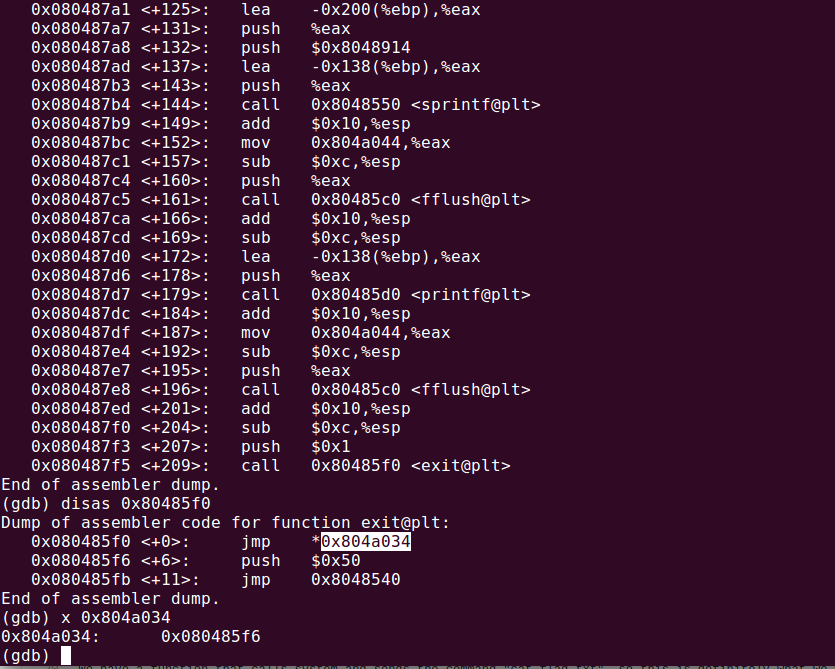 0x080487a1 <+125>: lea -0x200(%ebp),%eax
0x080487a7 <+131>: push %eax
0x080487a8 <+132>: push $0x8048914
0x080487ad <+137>: lea -0x138(%ebp),%eax
0x080487b3 <+143>: push %eax
0x080487b4 <+144>: call 0x8048550 <sprintf@plt>
0x080487b9 <+149>: add $0x10,%esp
0x080487bc <+152>: mov 0x804a044,%eax
0x080487c1 <+157>: sub $0xc,%esp
0x080487c4 <+160>: push %eax
0x080487c5 <+161>: call 0x80485c0 <fflush@plt>
0x080487ca <+166>: add $0x10,%esp
0x080487cd <+169>: sub $0xc,%esp
0x080487d0 <+172>: lea -0x138(%ebp),%eax
0x080487d6 <+178>: push %eax
0x080487d7 <+179>: call 0x80485d0 <printf@plt>
0x080487dc <+184>: add $0x10,%esp
0x080487df <+187>: mov 0x804a044,%eax
0x080487e4 <+192>: sub $0xc,%esp
0x080487e7 <+195>: push %eax
0x080487e8 <+196>: call 0x80485c0 <fflush@plt>
0x080487ed <+201>: add $0x10,%esp
0x080487f0 <+204>: sub $0xc,%esp
0x080487f3 <+207>: push $0x1
0x080487f5 <+209>: call 0x80485f0 <exit@plt>
End of assembler dump.
(gdb) disas 0x80485f0
Dump of assembler code for function exit@plt:
0x080485f0 <+0>: jmp *0x804a034
0x080485f6 <+6>: push $0x50
0x080485fb <+11>: jmp 0x8048540
End of assembler dump.
(gdb) x 0x804a034
0x804a034: 0x080485f6
(gdb)